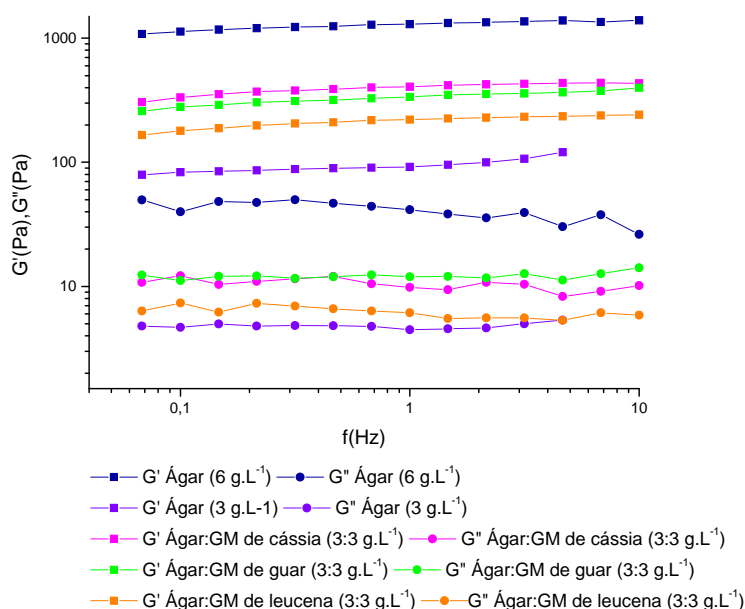 1000
100
10
G'(Pa),G"(Pa)
0,1 1 10
f(Hz)
G' Ágar (6 g.L⁻¹) G" Ágar (6 g.L⁻¹)
G' Ágar (3 g.L-1) G" Ágar (3 g.L⁻¹)
G' Ágar:GM de cássia (3:3 g.L⁻¹) G" Ágar:GM de cássia (3:3 g.L⁻¹)
G' Ágar:GM de guar (3:3 g.L⁻¹) G" Ágar:GM de guar (3:3 g.L⁻¹)
G' Ágar:GM de leucena (3:3 g.L⁻¹) G" Ágar:GM de leucena (3:3 g.L⁻¹)